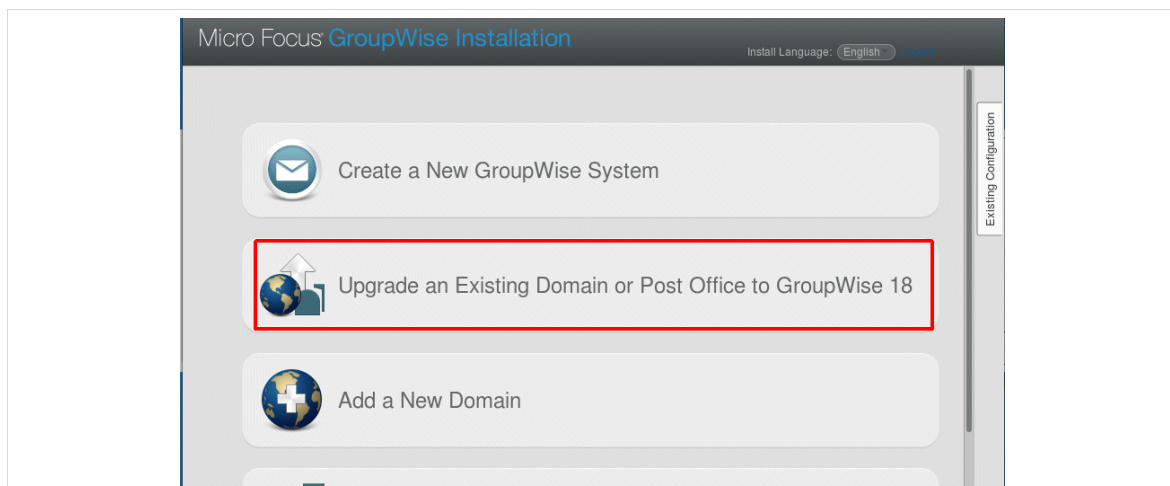 Micro Focus GroupWise Installation
Install Language: English
Existing Configuration
Create a New GroupWise System
Upgrade an Existing Domain or Post Office to GroupWise 18
Add a New Domain